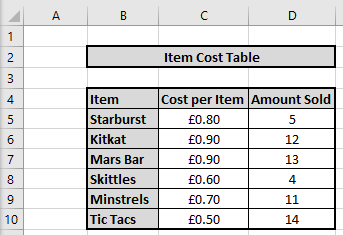 A B C D
1
2 Item Cost Table
3
4 Item Cost per Item Amount Sold
5 Starburst £0.80 5
6 Kitkat £0.90 12
7 Mars Bar £0.90 13
8 Skittles £0.60 4
9 Minstrels £0.70 11
10 Tic Tacs £0.50 14